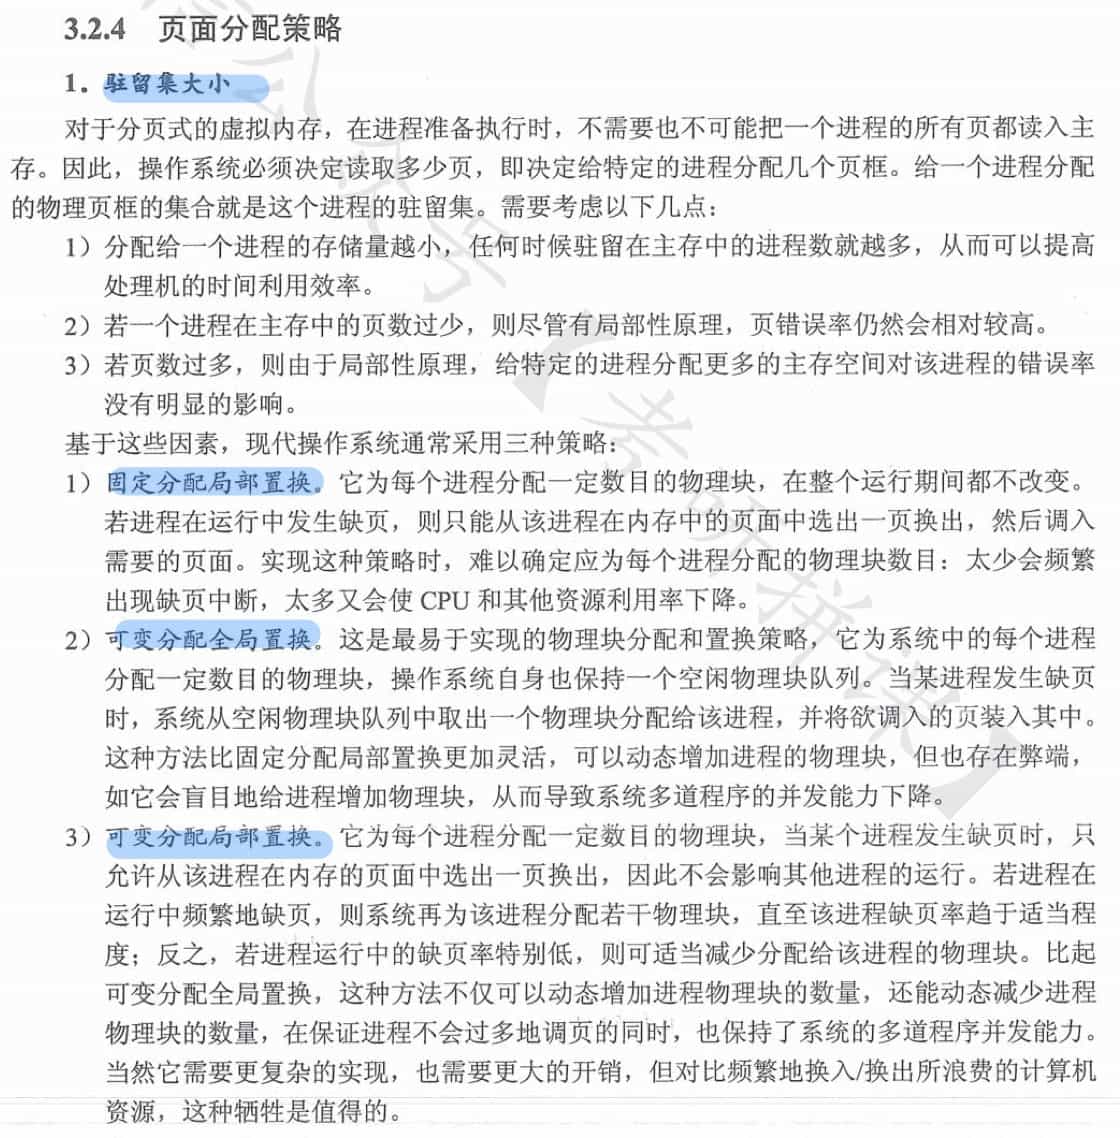 3.2.4 页面分配策略
1. 驻留集大小
对于分页式的虚拟内存，在进程准备执行时，不需要也不可能把一个进程的所有页都读入主
存。因此，操作系统必须决定读取多少页，即决定给特定的进程分配几个页框。给一个进程分配
的物理页框的集合就是这个进程的驻留集。需要考虑以下几点：
1）分配给一个进程的存储量越小，任何时候驻留在主存中的进程数就越多，从而可以提高
处理机的时间利用效率。
2）若一个进程在主存中的页数过少，则尽管有局部性原理，页错误率仍然会相对较高。
3）若页数过多，则由于局部性原理，给特定的进程分配更多的主存空间对该进程的错误率
没有明显的影响。
基于这些因素，现代操作系统通常采用三种策略：
1）固定分配局部置换。它为每个进程分配一定数目的物理块，在整个运行期间都不改变。
若进程在运行中发生缺页，则只能从该进程在内存中的页面中选出一页换出，然后调入
需要的页面。实现这种策略时，难以确定应为每个进程分配的物理块数目：太少会频繁
出现缺页中断，太多又会使 CPU 和其他资源利用率下降。
2）可变分配全局置换。这是最易于实现的物理块分配和置换策略，它为系统中的每个进程
分配一定数目的物理块，操作系统自身也保持一个空闲物理块队列。当某进程发生缺页
时，系统从空闲物理块队列中取出一个物理块分配给该进程，并将欲调入的页装入其中。
这种方法比固定分配局部置换更加灵活，可以动态增加进程的物理块，但也存在弊端，
如它会盲目地给进程增加物理块，从而导致系统多道程序的并发能力下降。
3）可变分配局部置换。它为每个进程分配一定数目的物理块，当某个进程发生缺页时，只
允许从该进程在内存的页面中选出一页换出，因此不会影响其他进程的运行。若进程在
运行中频繁地缺页，则系统再为该进程分配若干物理块，直至该进程缺页率趋于适当程
度；反之，若进程运行中的缺页率特别低，则可适当减少分配给该进程的物理块。比起
可变分配全局置换，这种方法不仅可以动态增加进程物理块的数量，还能动态减少进程
物理块的数量，在保证进程不会过多地调页的同时，也保持了系统的多道程序并发能力。
当然它需要更复杂的实现，也需要更大的开销，但对比频繁地换入/换出所浪费的计算机
资源，这种牺牲是值得的。
公众号【考研拼课】